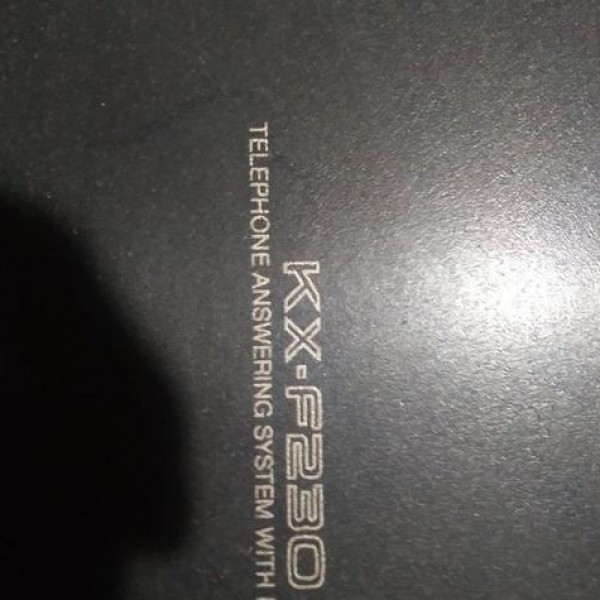 KX-F230
TELEPHONE ANSWERING SYSTEM WITH